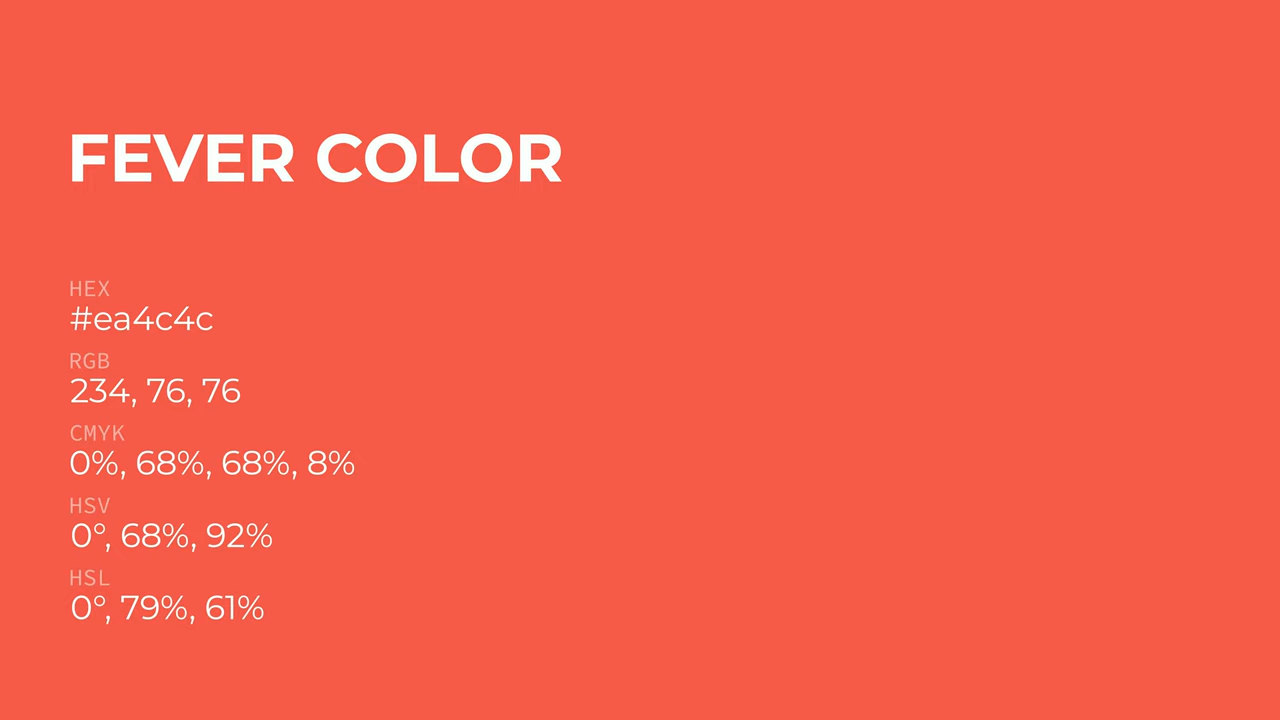 FEVER COLOR
HEX
#ea4c4c
RGB
234, 76, 76
CMYK
0%, 68%, 68%, 8%
HSV
0°, 68%, 92%
HSL
0°, 79%, 61%